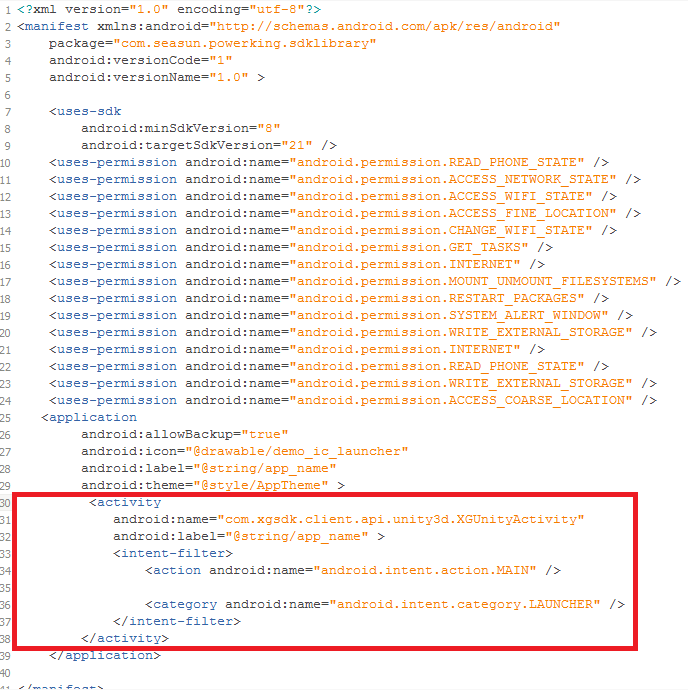 1 <?xml version="1.0" encoding="utf-8"?>
2 <manifest xmlns:android="http://schemas.android.com/apk/res/android"
3     package="com.seasun.powerking.sdklibrary"
4     android:versionCode="1"
5     android:versionName="1.0" >
6
7     <uses-sdk
8         android:minSdkVersion="8"
9         android:targetSdkVersion="21" />
10     <uses-permission android:name="android.permission.READ_PHONE_STATE" />
11     <uses-permission android:name="android.permission.ACCESS_NETWORK_STATE" />
12     <uses-permission android:name="android.permission.ACCESS_WIFI_STATE" />
13     <uses-permission android:name="android.permission.ACCESS_FINE_LOCATION" />
14     <uses-permission android:name="android.permission.CHANGE_WIFI_STATE" />
15     <uses-permission android:name="android.permission.GET_TASKS" />
16     <uses-permission android:name="android.permission.INTERNET" />
17     <uses-permission android:name="android.permission.MOUNT_UNMOUNT_FILESYSTEMS" />
18     <uses-permission android:name="android.permission.RESTART_PACKAGES" />
19     <uses-permission android:name="android.permission.SYSTEM_ALERT_WINDOW" />
20     <uses-permission android:name="android.permission.WRITE_EXTERNAL_STORAGE" />
21     <uses-permission android:name="android.permission.INTERNET" />
22     <uses-permission android:name="android.permission.READ_PHONE_STATE" />
23     <uses-permission android:name="android.permission.WRITE_EXTERNAL_STORAGE" />
24     <uses-permission android:name="android.permission.ACCESS_COARSE_LOCATION" />
25    <application
26         android:allowBackup="true"
27         android:icon="@drawable/demo_ic_launcher"
28         android:label="@string/app_name"
29         android:theme="@style/AppTheme" >
30          <activity
31             android:name="com.xgsdk.client.api.unity3d.XGUnityActivity"
32             android:label="@string/app_name" >
33             <intent-filter>
34                 <action android:name="android.intent.action.MAIN" />
35
36                 <category android:name="android.intent.category.LAUNCHER" />
37             </intent-filter>
38         </activity>
39     </application>
40
41 </manifest>